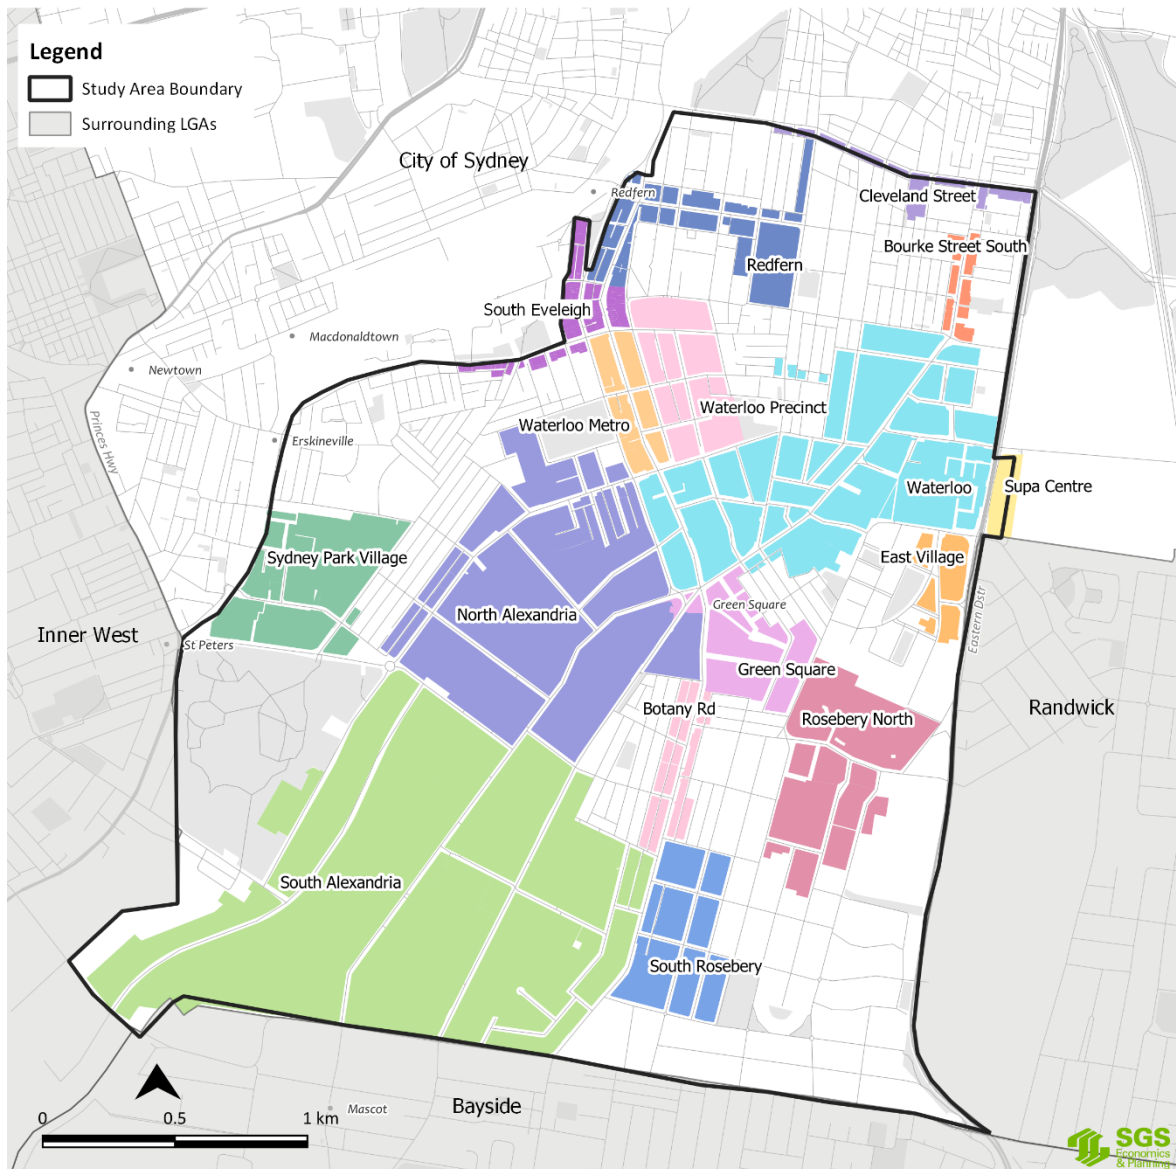 Legend
Study Area Boundary
Surrounding LGAs
City of Sydney
Redfern
Cleveland Street
Bourke Street South
Redfern
South Eveleigh
Macdonaldtown
Newtown
Princes Hwy
Waterloo Precinct
Waterloo Metro
Erskineville
Waterloo
Supa Centre
Sydney Park Village
East Village
North Alexandria
Green Square
Eastern Dstr
Inner West
St Peters
Green Square
Botany Rd
Rosebery North
Randwick
South Alexandria
South Rosebery
0 0.5 1 km
Mascot
Bayside
SGS
Economics
& Planning